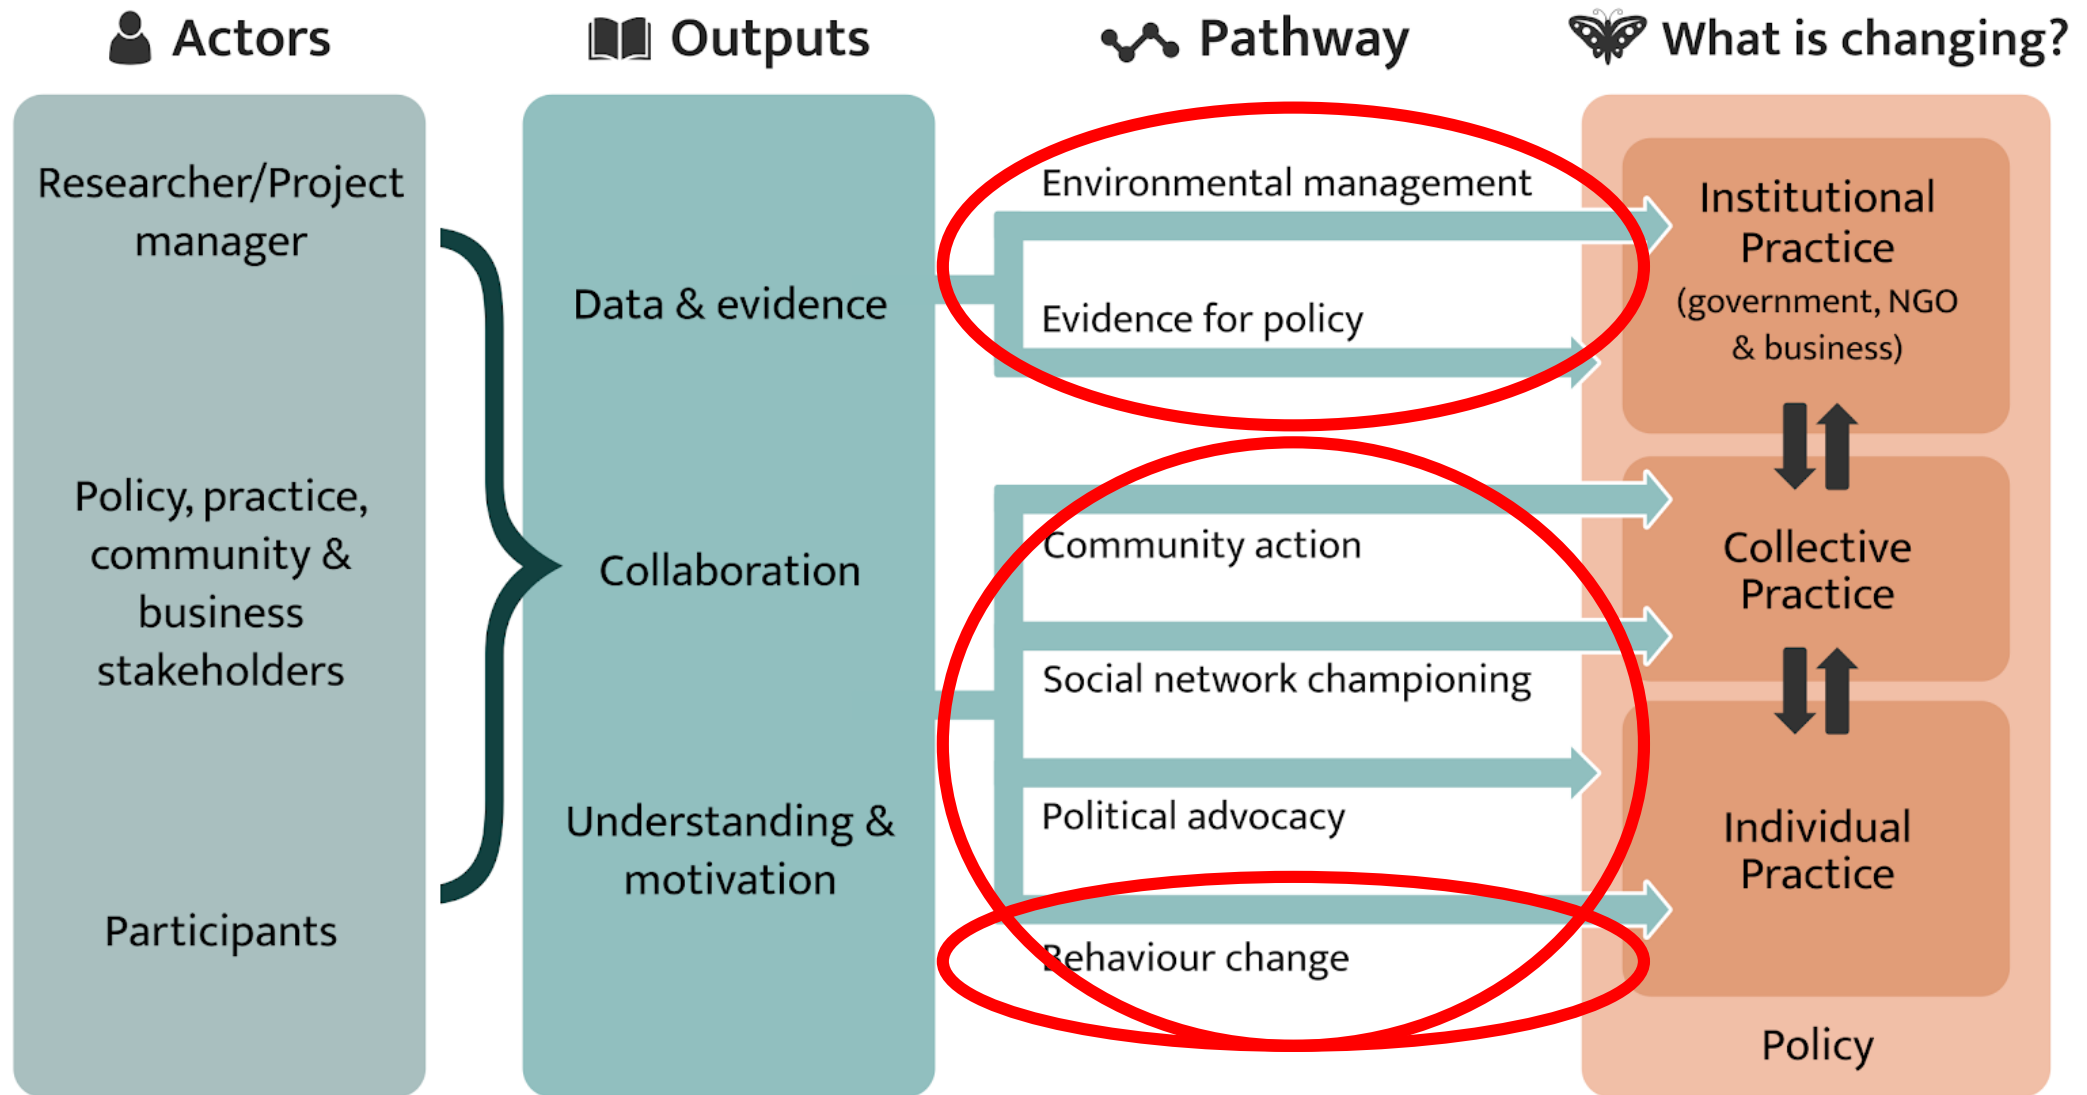 Actors
Outputs
Pathway
What is changing?
Researcher/Project
manager
Policy, practice,
community &
business
stakeholders
Participants
Data & evidence
Collaboration
Understanding &
motivation
Environmental management
Evidence for policy
Community action
Social network championing
Political advocacy
Behaviour change
Institutional
Practice
(government, NGO
& business)
Collective
Practice
Individual
Practice
Policy